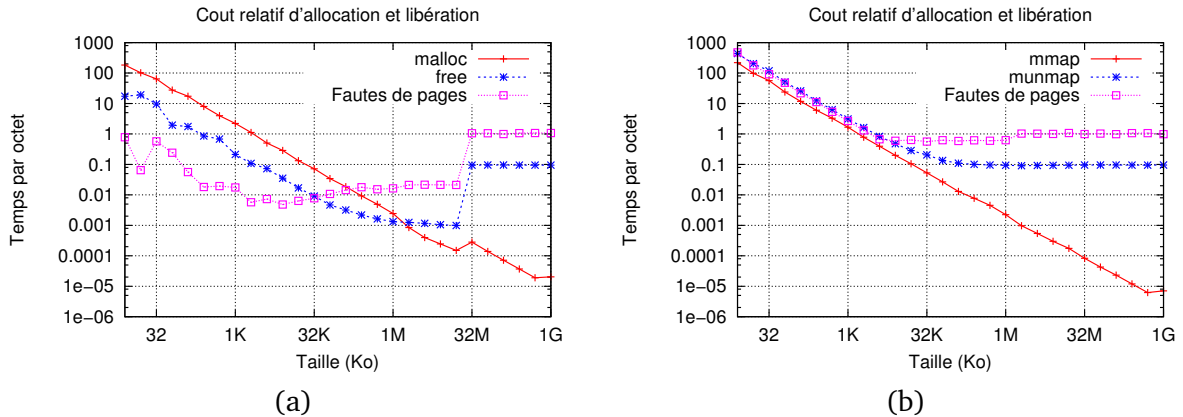 Cout relatif d'allocation et libération
Temps par octet
1000
100
10
1
0.1
0.01
0.001
0.0001
1e−05
1e−06
malloc
free
Fautes de pages
32
1K
32K
1M
32M
1G
Taille (Ko)
(a)
Cout relatif d'allocation et libération
Temps par octet
1000
100
10
1
0.1
0.01
0.001
0.0001
1e−05
1e−06
mmap
munmap
Fautes de pages
32
1K
32K
1M
32M
1G
Taille (Ko)
(b)